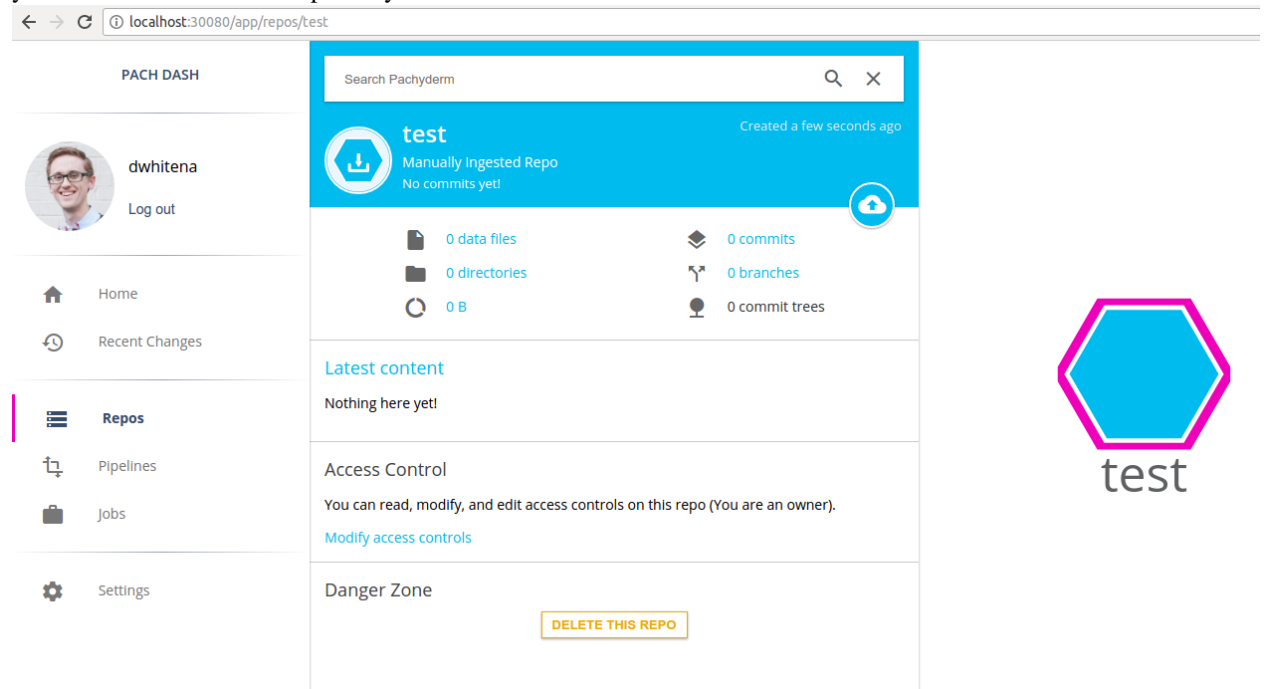 localhost:30080/app/repos/test
PACH DASH
dwhitena
Log out
Home
Recent Changes
Repos
Pipelines
Jobs
Settings
Search Pachyderm
Created a few seconds ago
test
Manually Ingested Repo
No commits yet!
0 data files
0 commits
0 directories
0 branches
0 B
0 commit trees
Latest content
Nothing here yet!
Access Control
You can read, modify, and edit access controls on this repo (You are an owner).
Modify access controls
Danger Zone
DELETE THIS REPO
test